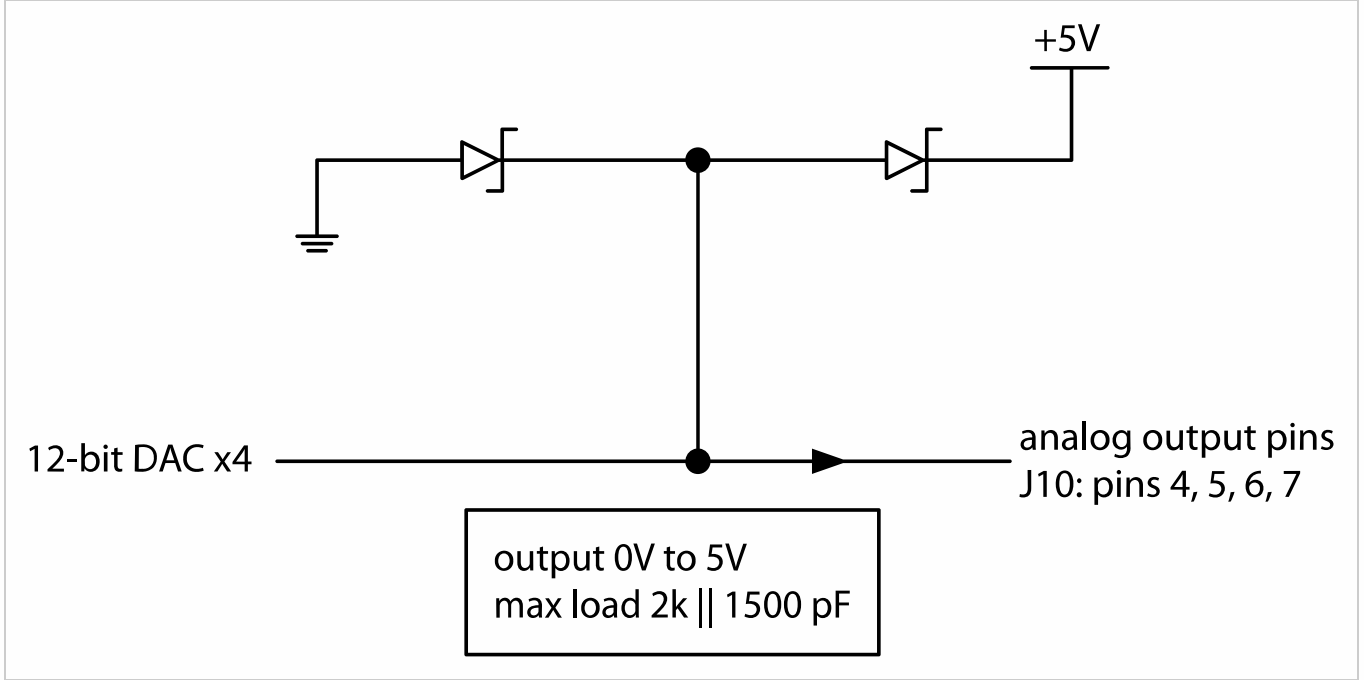 +5V
12-bit DAC x4
analog output pins
J10: pins 4, 5, 6, 7
output 0V to 5V
max load 2k || 1500 pF